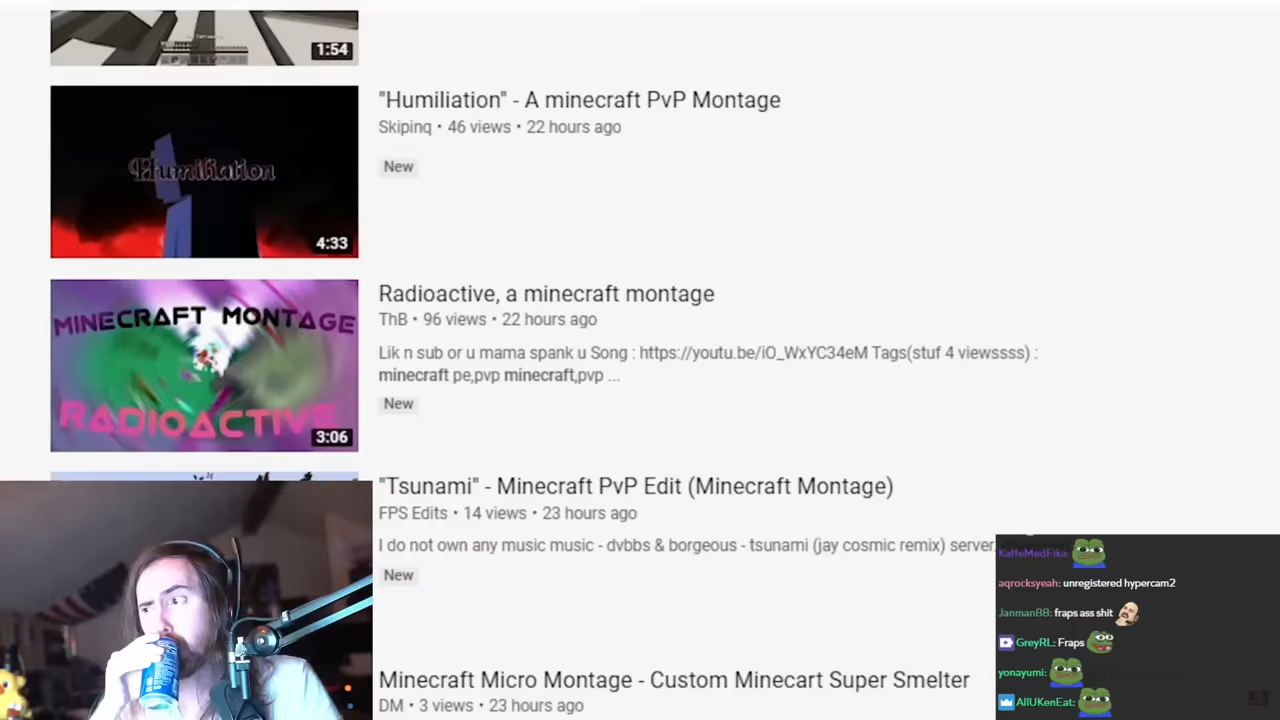 1:54
"Humiliation" - A minecraft PvP Montage
Skipinq • 46 views • 22 hours ago
New
Humiliation
4:33
Radioactive, a minecraft montage
ThB • 96 views • 22 hours ago
Lik n sub or u mama spank u Song : https://youtu.be/iO_WxYC34eM Tags(stuf 4 viewssss) :
minecraft pe,pvp minecraft,pvp ...
New
MINECRAFT MONTAGE
RADIOACTIVE
3:06
"Tsunami" - Minecraft PvP Edit (Minecraft Montage)
FPS Edits • 14 views • 23 hours ago
I do not own any music music - dvbbs & borgeous - tsunami (jay cosmic remix) server
New
Minecraft Micro Montage - Custom Minecart Super Smelter
DM • 3 views • 23 hours ago
KaffeMedFika:
aqrocksyeah: unregistered hypercam2
Janman88: fraps ass shit
GreyRL: Fraps
yonayumi:
AllUKenEat: